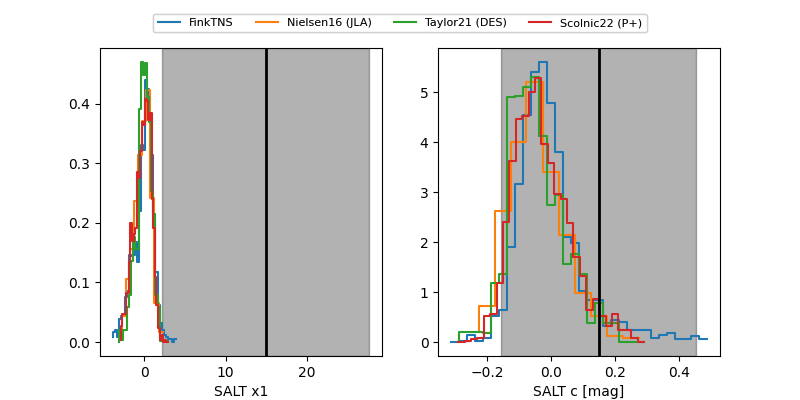 FinkTNS Nielsen16 (JLA) Taylor21 (DES) Scolnic22 (P+)
0.4
0.3
0.2
0.1
0.0
0 10 20
SALT x1
5
4
3
2
1
0
−0.2 0.0 0.2 0.4
SALT c [mag]